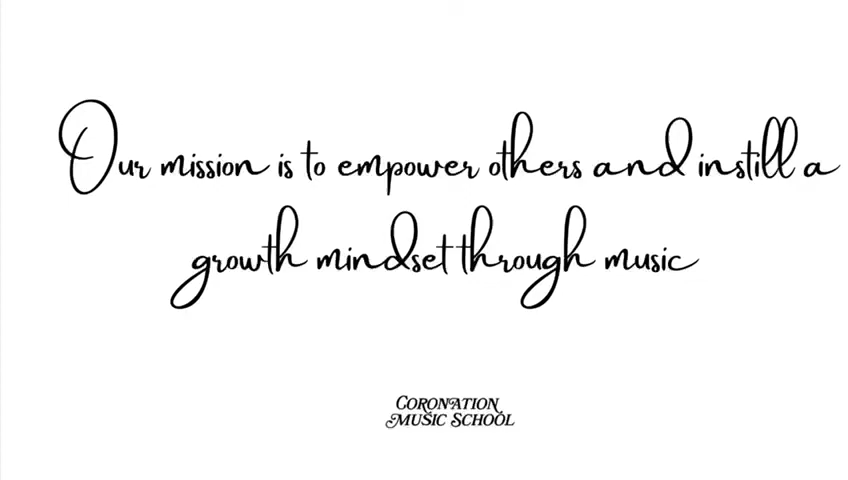 Our mission is to empower others and instill a
growth mindset through music
CORONATION
MUSIC SCHOOL